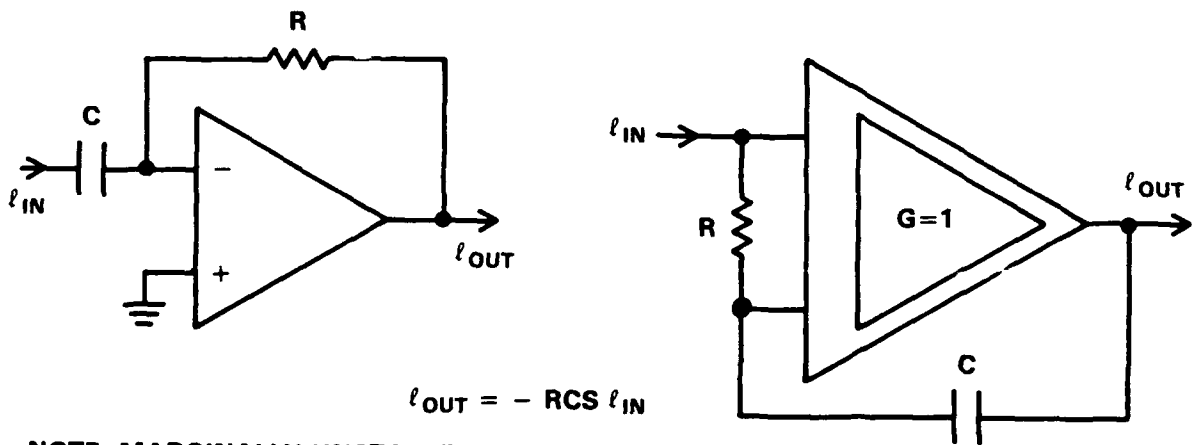 R
C
ℓIN
−
+
ℓOUT
ℓIN
R
G=1
ℓOUT
C
ℓOUT = − RCS ℓIN